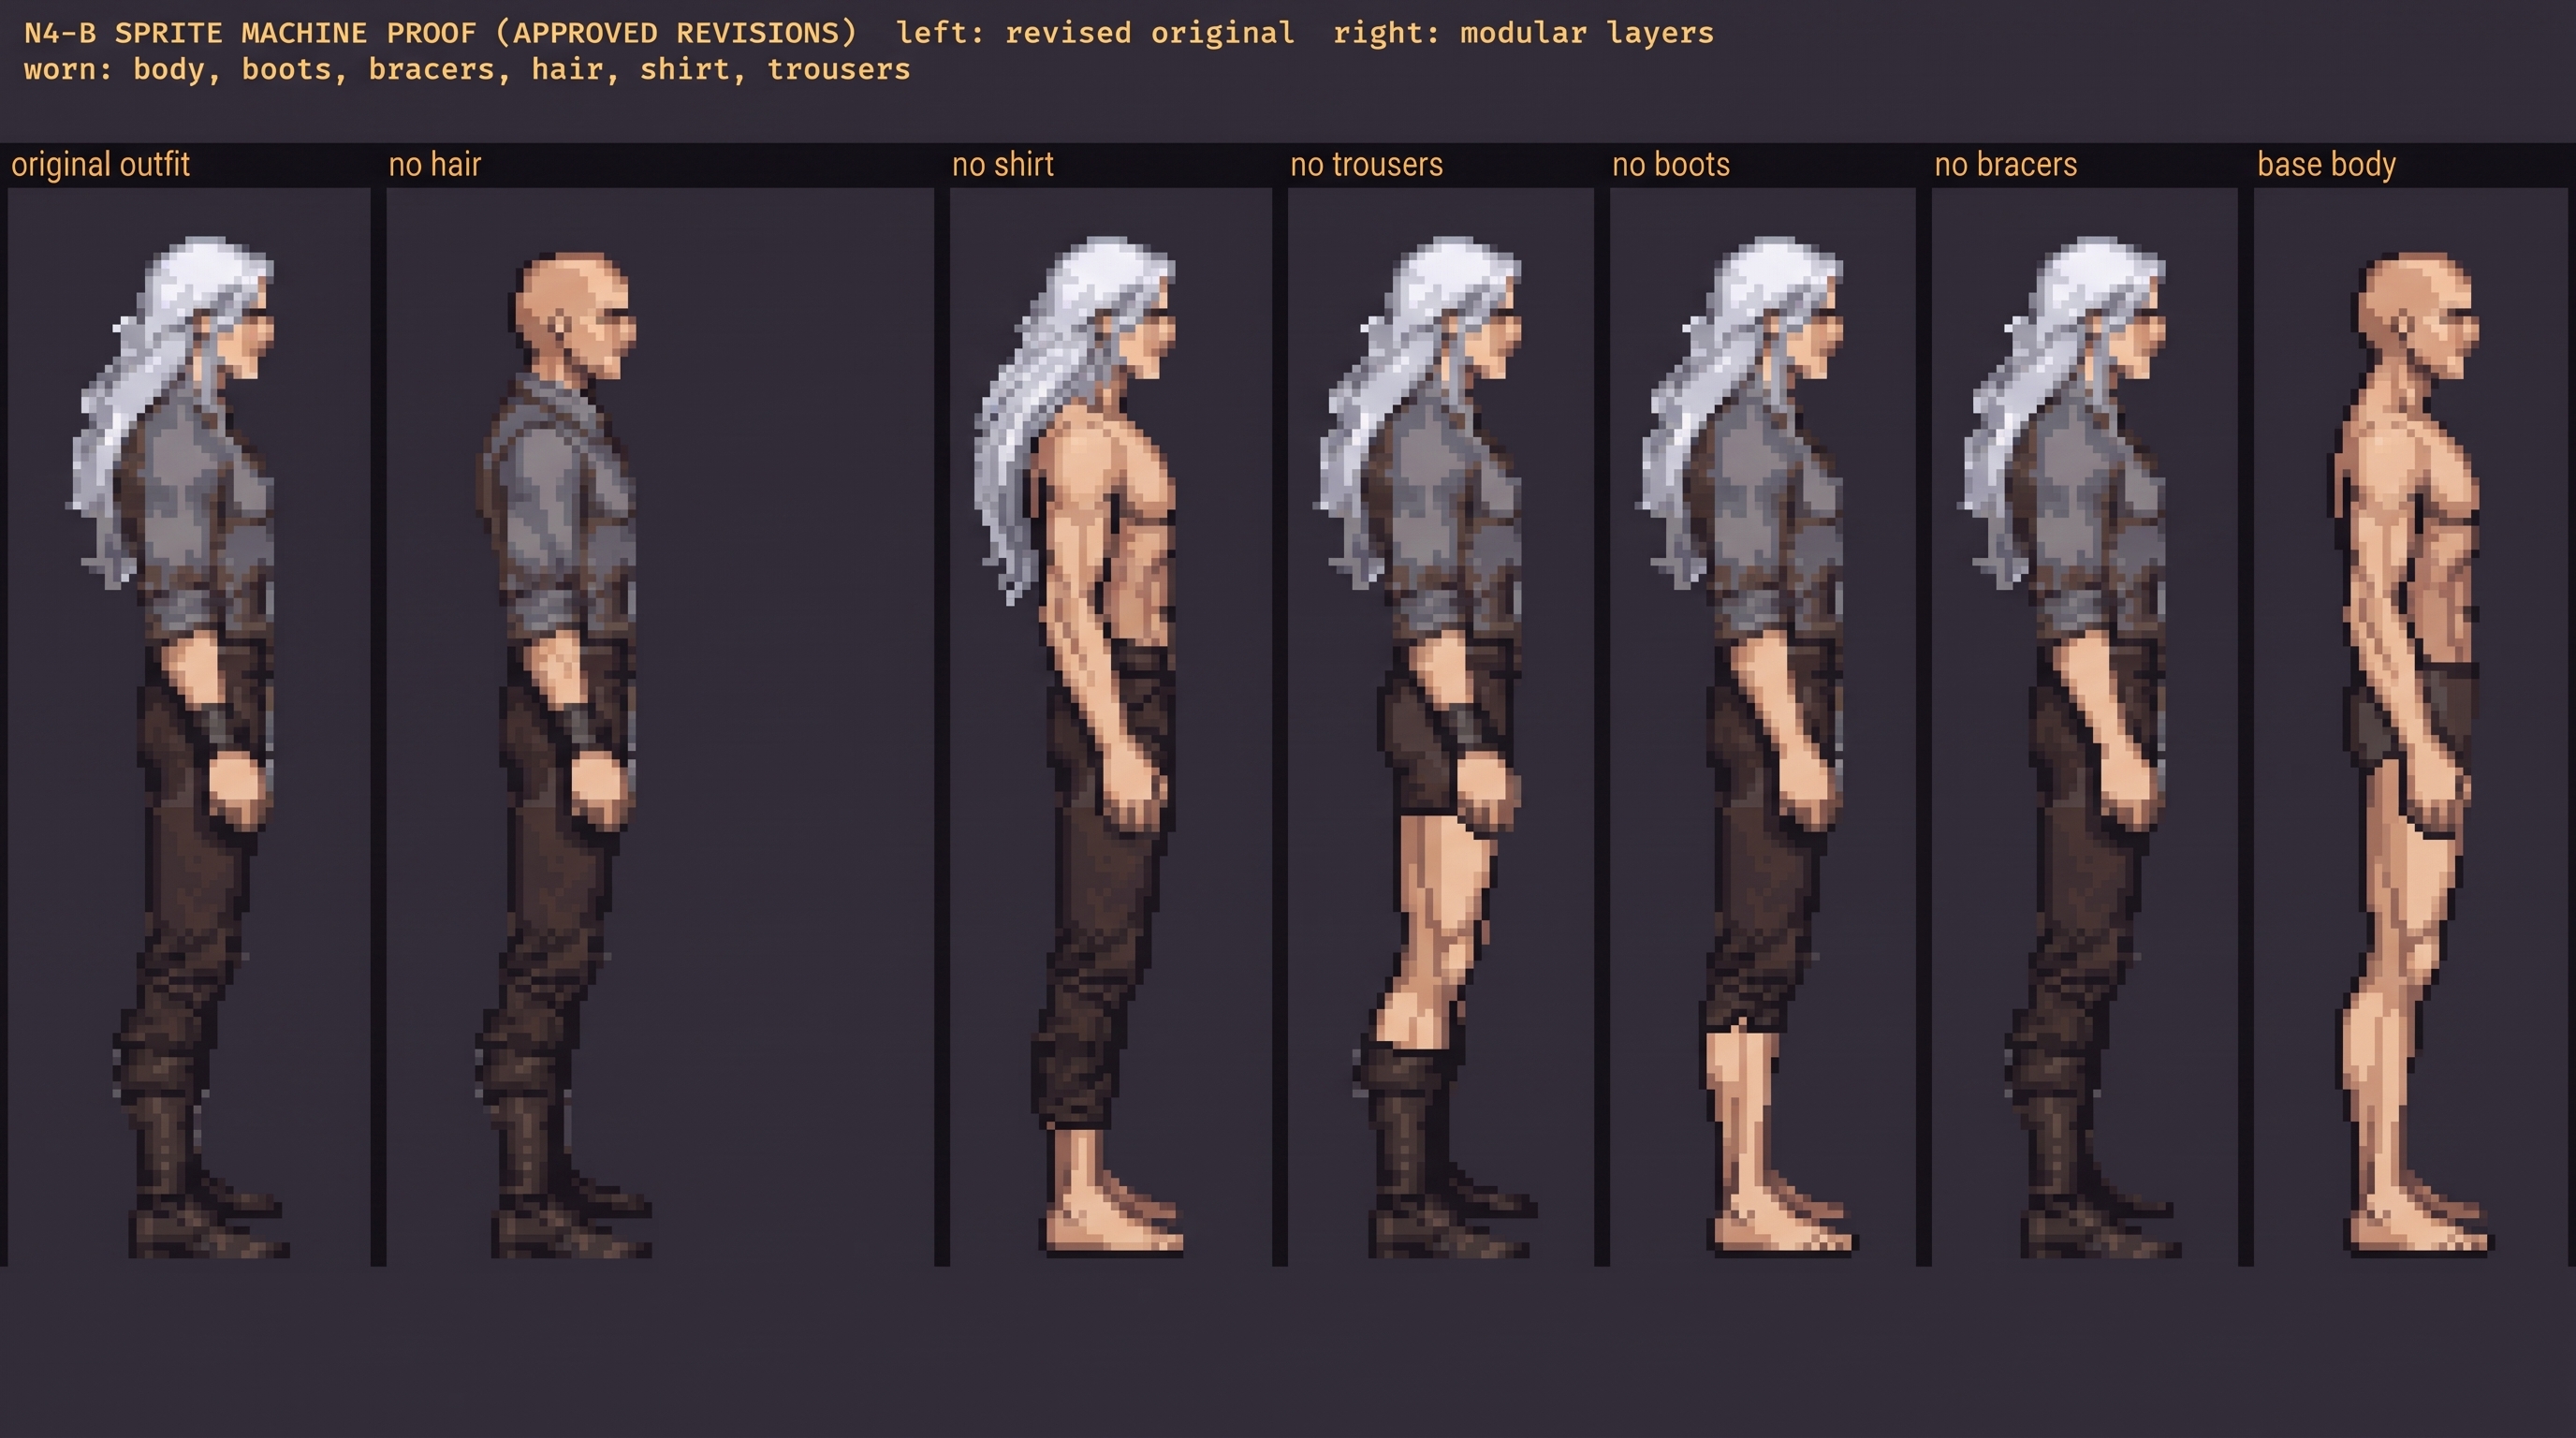 N4-B SPRITE MACHINE PROOF (APPROVED REVISIONS)  left: revised original  right: modular layers
worn: body, boots, bracers, hair, shirt, trousers
original outfit
no hair
no shirt
no trousers
no boots
no bracers
base body